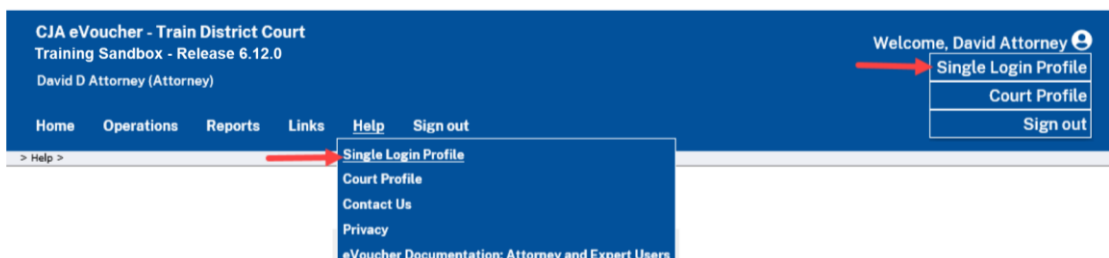 CJA eVoucher - Train District Court
Training Sandbox - Release 6.12.0
David D Attorney (Attorney)
Welcome, David Attorney
Single Login Profile
Court Profile
Sign out
Home Operations Reports Links Help Sign out
> Help >
Single Login Profile
Court Profile
Contact Us
Privacy
eVoucher Documentation: Attorney and Expert Users